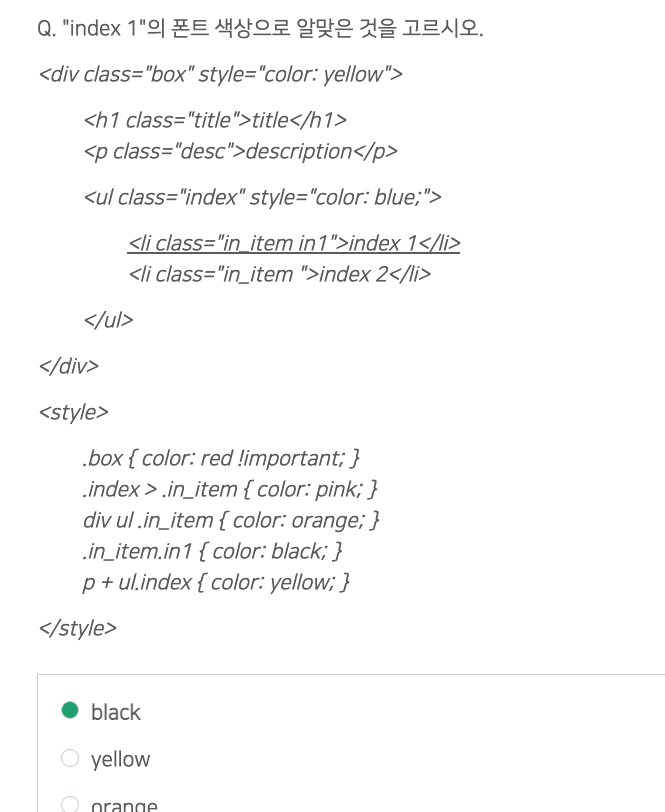 Q. "index 1"의 폰트 색상으로 알맞은 것을 고르시오.
<div class="box" style="color: yellow">
<h1 class="title">title</h1>
<p class="desc">description</p>
<ul class="index" style="color: blue;">
<li class="in_item in1">index 1</li>
<li class="in_item ">index 2</li>
</ul>
</div>
<style>
.box { color: red !important; }
.index > .in_item { color: pink; }
div ul .in_item { color: orange; }
.in_item.in1 { color: black; }
p + ul.index { color: yellow; }
</style>
black
yellow
orange